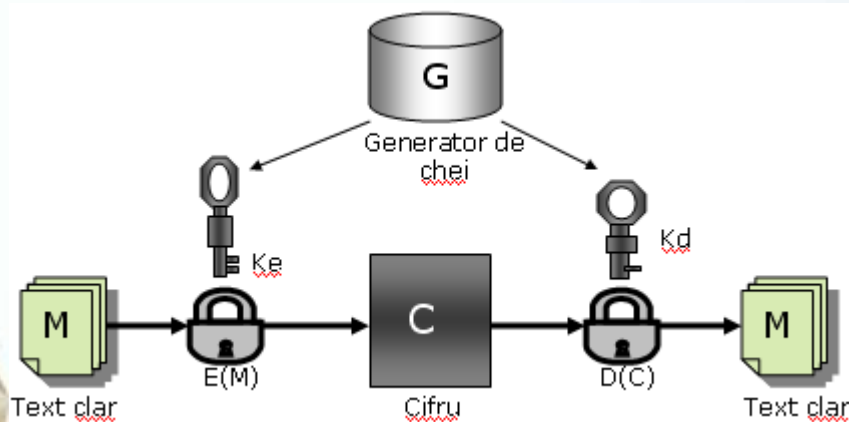 G
Generator de
chei
Ke
Kd
M
C
M
E(M)
D(C)
Text clar
Cifru
Text clar